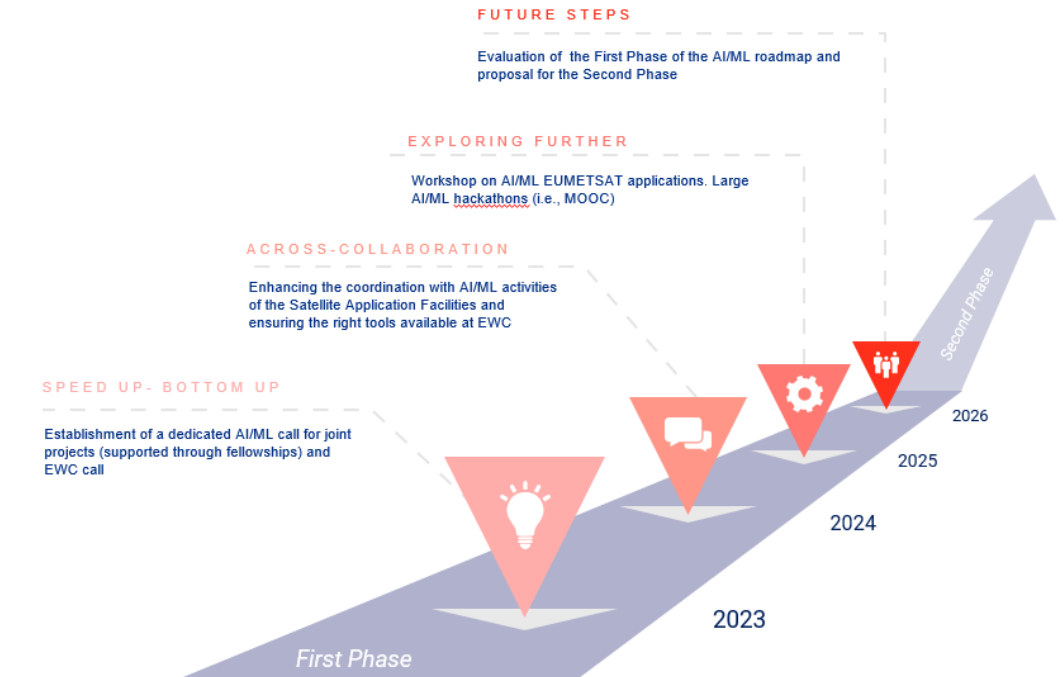 FUTURE STEPS
Evaluation of the First Phase of the AI/ML roadmap and
proposal for the Second Phase
EXPLORING FURTHER
Workshop on AI/ML EUMETSAT applications. Large
AI/ML hackathons (i.e., MOOC)
ACROSS-COLLABORATION
Enhancing the coordination with AI/ML activities
of the Satellite Application Facilities and
ensuring the right tools available at EWC
SPEED UP- BOTTOM UP
Establishment of a dedicated AI/ML call for joint
projects (supported through fellowships) and
EWC call
Second Phase
2026
2025
2024
2023
First Phase